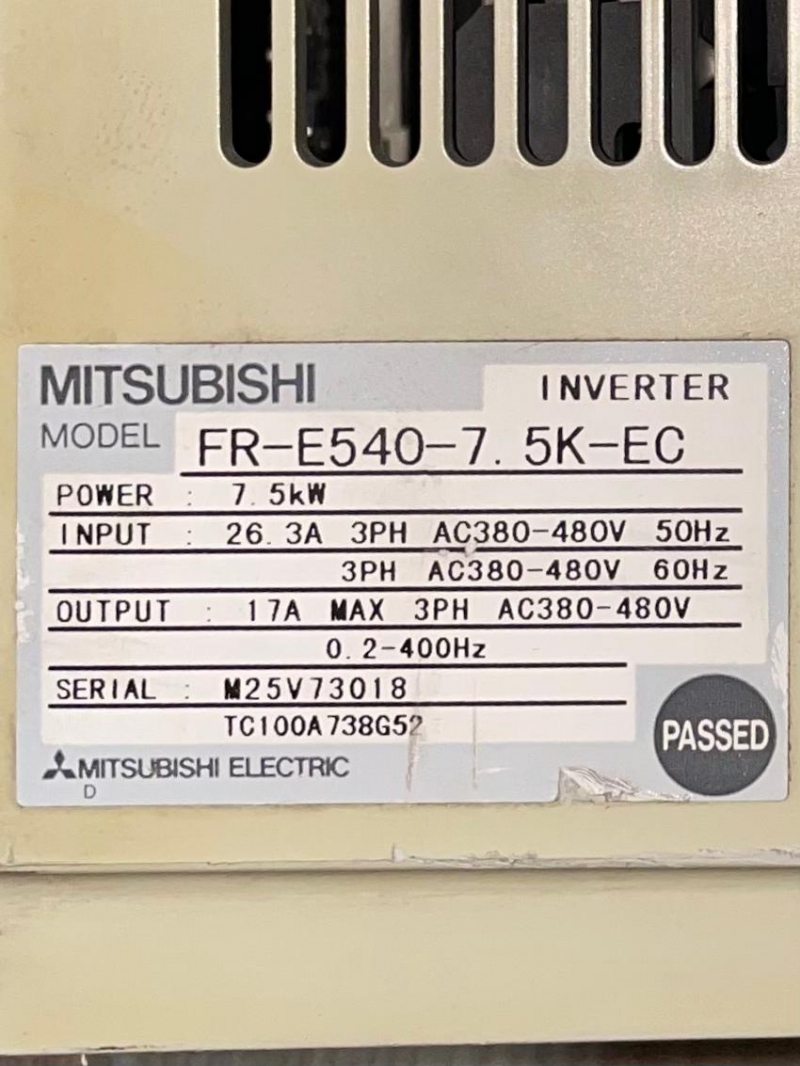 MITSUBISHI INVERTER
MODEL FR-E540-7.5K-EC
POWER : 7.5kW
INPUT : 26.3A 3PH AC380-480V 50Hz
3PH AC380-480V 60Hz
OUTPUT : 17A MAX 3PH AC380-480V
0.2-400Hz
SERIAL : M25V73018
TC100A738G52
PASSED
MITSUBISHI ELECTRIC
D